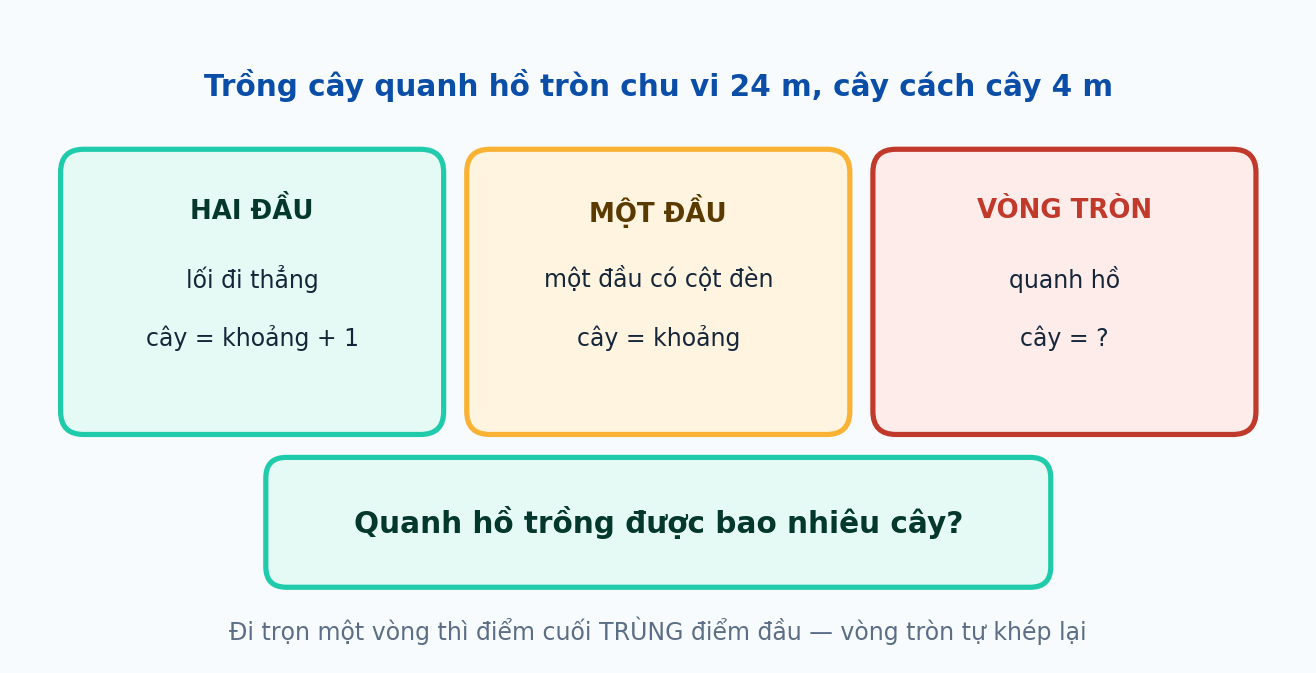 Trồng cây quanh hồ tròn chu vi 24 m, cây cách cây 4 m
HAI ĐẦU
lối đi thẳng
cây = khoảng + 1
MỘT ĐẦU
một đầu có cột đèn
cây = khoảng
VÒNG TRÒN
quanh hồ
cây = ?
Quanh hồ trồng được bao nhiêu cây?
Đi trọn một vòng thì điểm cuối TRÙNG điểm đầu — vòng tròn tự khép lại